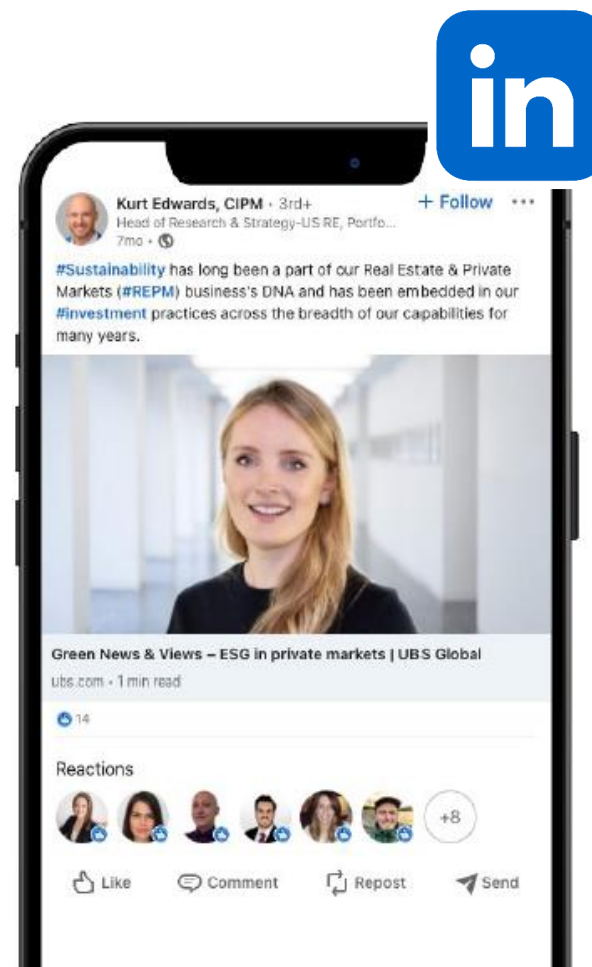 in
Kurt Edwards, CIPM • 3rd+
+ Follow
Head of Research & Strategy-US RE, Portfo...
7mo •
#Sustainability has long been a part of our Real Estate & Private
Markets (#REPM) business's DNA and has been embedded in our
#investment practices across the breadth of our capabilities for
many years.
Green News & Views – ESG in private markets | UBS Global
ubs.com • 1 min read
14
Reactions
+8
Like
Comment
Repost
Send